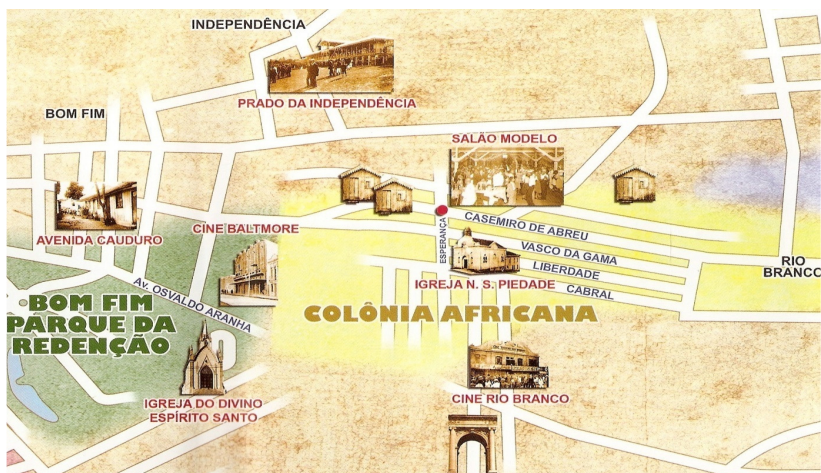 INDEPENDÊNCIA
PRADO DA INDEPENDÊNCIA
BOM FIM
SALÃO MODELO
AVENIDA CAUDURO
CINE BALTMORE
ESPERANÇA
CASEMIRO DE ABREU
VASCO DA GAMA
LIBERDADE
CABRAL
IGREJA N. S. PIEDADE
RIO
BRANCO
Av. OSVALDO ARANHA
BOM FIM
PARQUE DA
REDENÇÃO
COLÔNIA AFRICANA
IGREJA DO DIVINO
ESPÍRITO SANTO
CINE RIO BRANCO